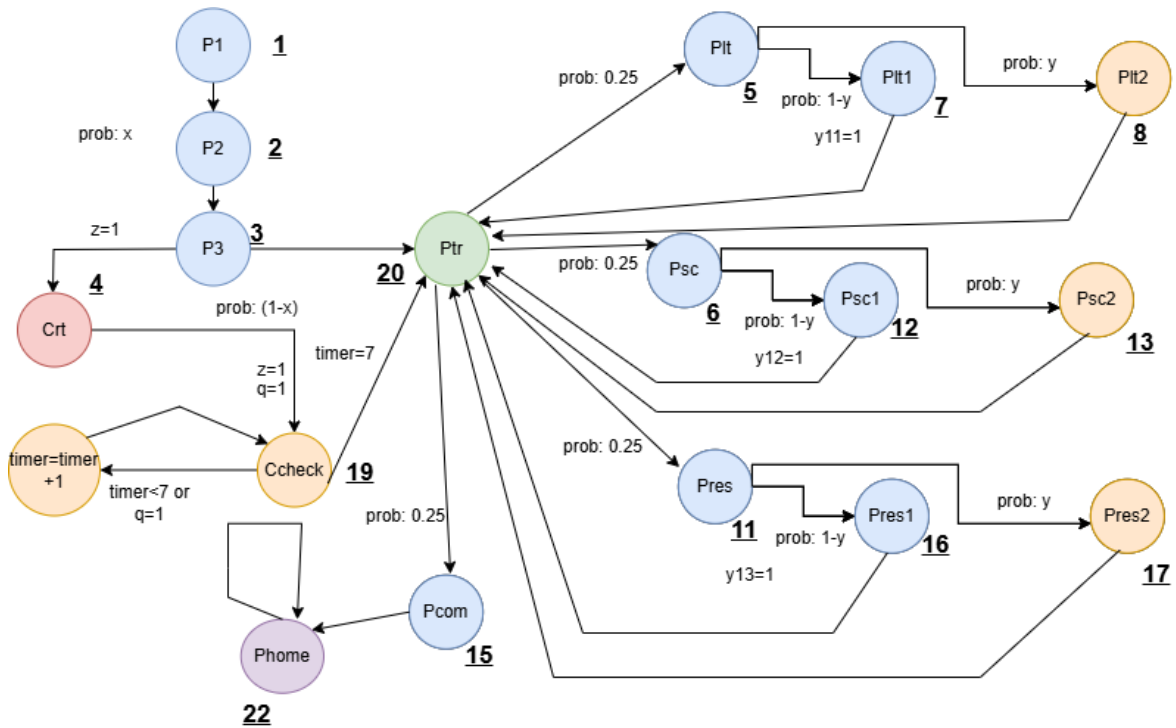 P1
1
prob: x
P2
2
z=1
P3
3
4
Crt
prob: (1-x)
z=1
q=1
timer=timer
+1
timer<7 or
q=1
Ccheck
19
timer=7
Ptr
20
prob: 0.25
Plt
5
prob: 1-y
Plt1
7
y11=1
prob: y
Plt2
8
prob: 0.25
Psc
6
prob: 1-y
Psc1
12
y12=1
prob: y
Psc2
13
prob: 0.25
Pres
11
prob: 1-y
Pres1
16
y13=1
prob: y
Pres2
17
prob: 0.25
Pcom
15
Phome
22